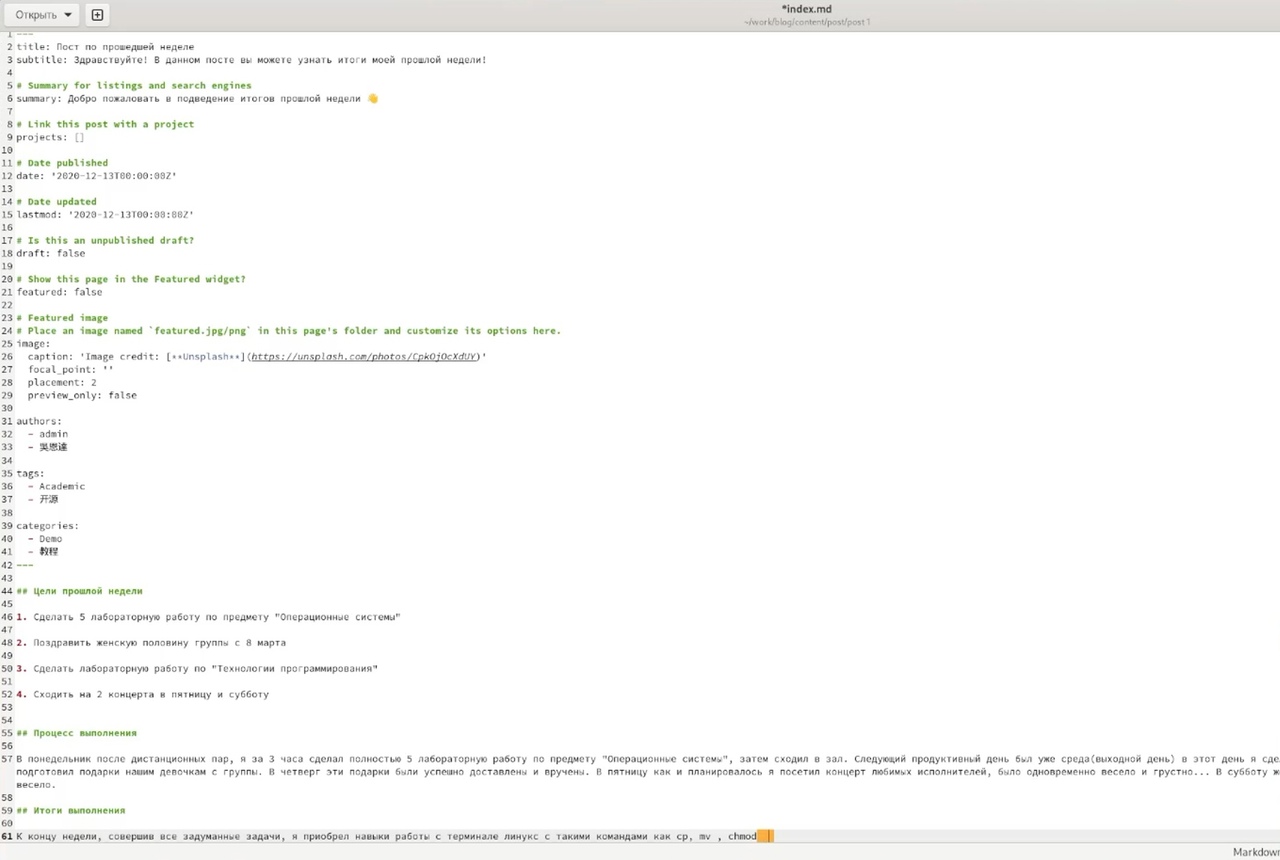 Открыть
*index.md
~/work/blog/content/post/post 1
1 ---
2 title: Пост по прошедшей неделе
3 subtitle: Здравствуйте! В данном посте вы можете узнать итоги моей прошлой недели!
4
5 # Summary for listings and search engines
6 summary: Добро пожаловать в подведение итогов прошлой недели 👋
7
8 # Link this post with a project
9 projects: []
10
11 # Date published
12 date: '2020-12-13T00:00:00Z'
13
14 # Date updated
15 lastmod: '2020-12-13T00:00:00Z'
16
17 # Is this an unpublished draft?
18 draft: false
19
20 # Show this page in the Featured widget?
21 featured: false
22
23 # Featured image
24 # Place an image named `featured.jpg/png` in this page's folder and customize its options here.
25 image:
26 caption: 'Image credit: [**Unsplash**](https://unsplash.com/photos/CpkOjOcXdUY)'
27 focal_point: ''
28 placement: 2
29 preview_only: false
30
31 authors:
32 - admin
33 - 吳恩達
34
35 tags:
36 - Academic
37 - 开源
38
39 categories:
40 - Demo
41 - 教程
42 ---
43
44 ## Цели прошлой недели
45
46 1. Сделать 5 лабораторную работу по предмету "Операционные системы"
47
48 2. Поздравить женскую половину группы с 8 марта
49
50 3. Сделать лабораторную работу по "Технологии программирования"
51
52 4. Сходить на 2 концерта в пятницу и субботу
53
54
55 ## Процесс выполнения
56
57 В понедельник после дистанционных пар, я за 3 часа сделал полностью 5 лабораторную работу по предмету "Операционные системы", затем сходил в зал. Следующий продуктивный день был уже среда(выходной день) в этот день я
подготовил подарки нашим девочкам с группы. В четверг эти подарки были успешно доставлены и вручены. В пятницу как и планировалось я посетил концерт любимых исполнителей, было одновременно весело и грустно... В субботу
весело.
58
59 ## Итоги выполнения
60
61 К концу недели, совершив все задуманные задачи, я приобрел навыки работы с терминале линукс с такими командами как cp, mv , chmod
Markdown